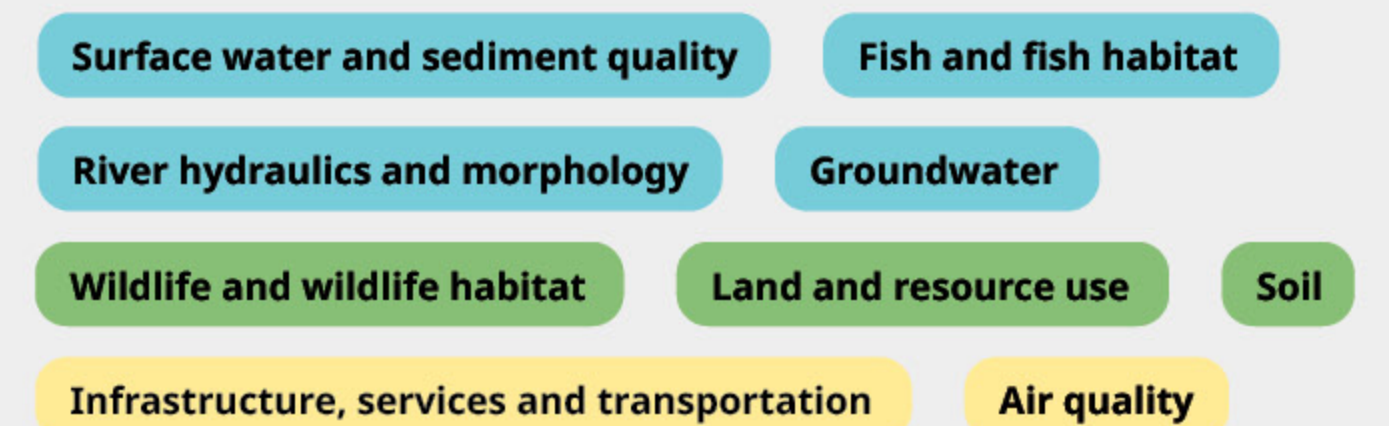 Surface water and sediment quality
Fish and fish habitat
River hydraulics and morphology
Groundwater
Wildlife and wildlife habitat
Land and resource use
Soil
Infrastructure, services and transportation
Air quality